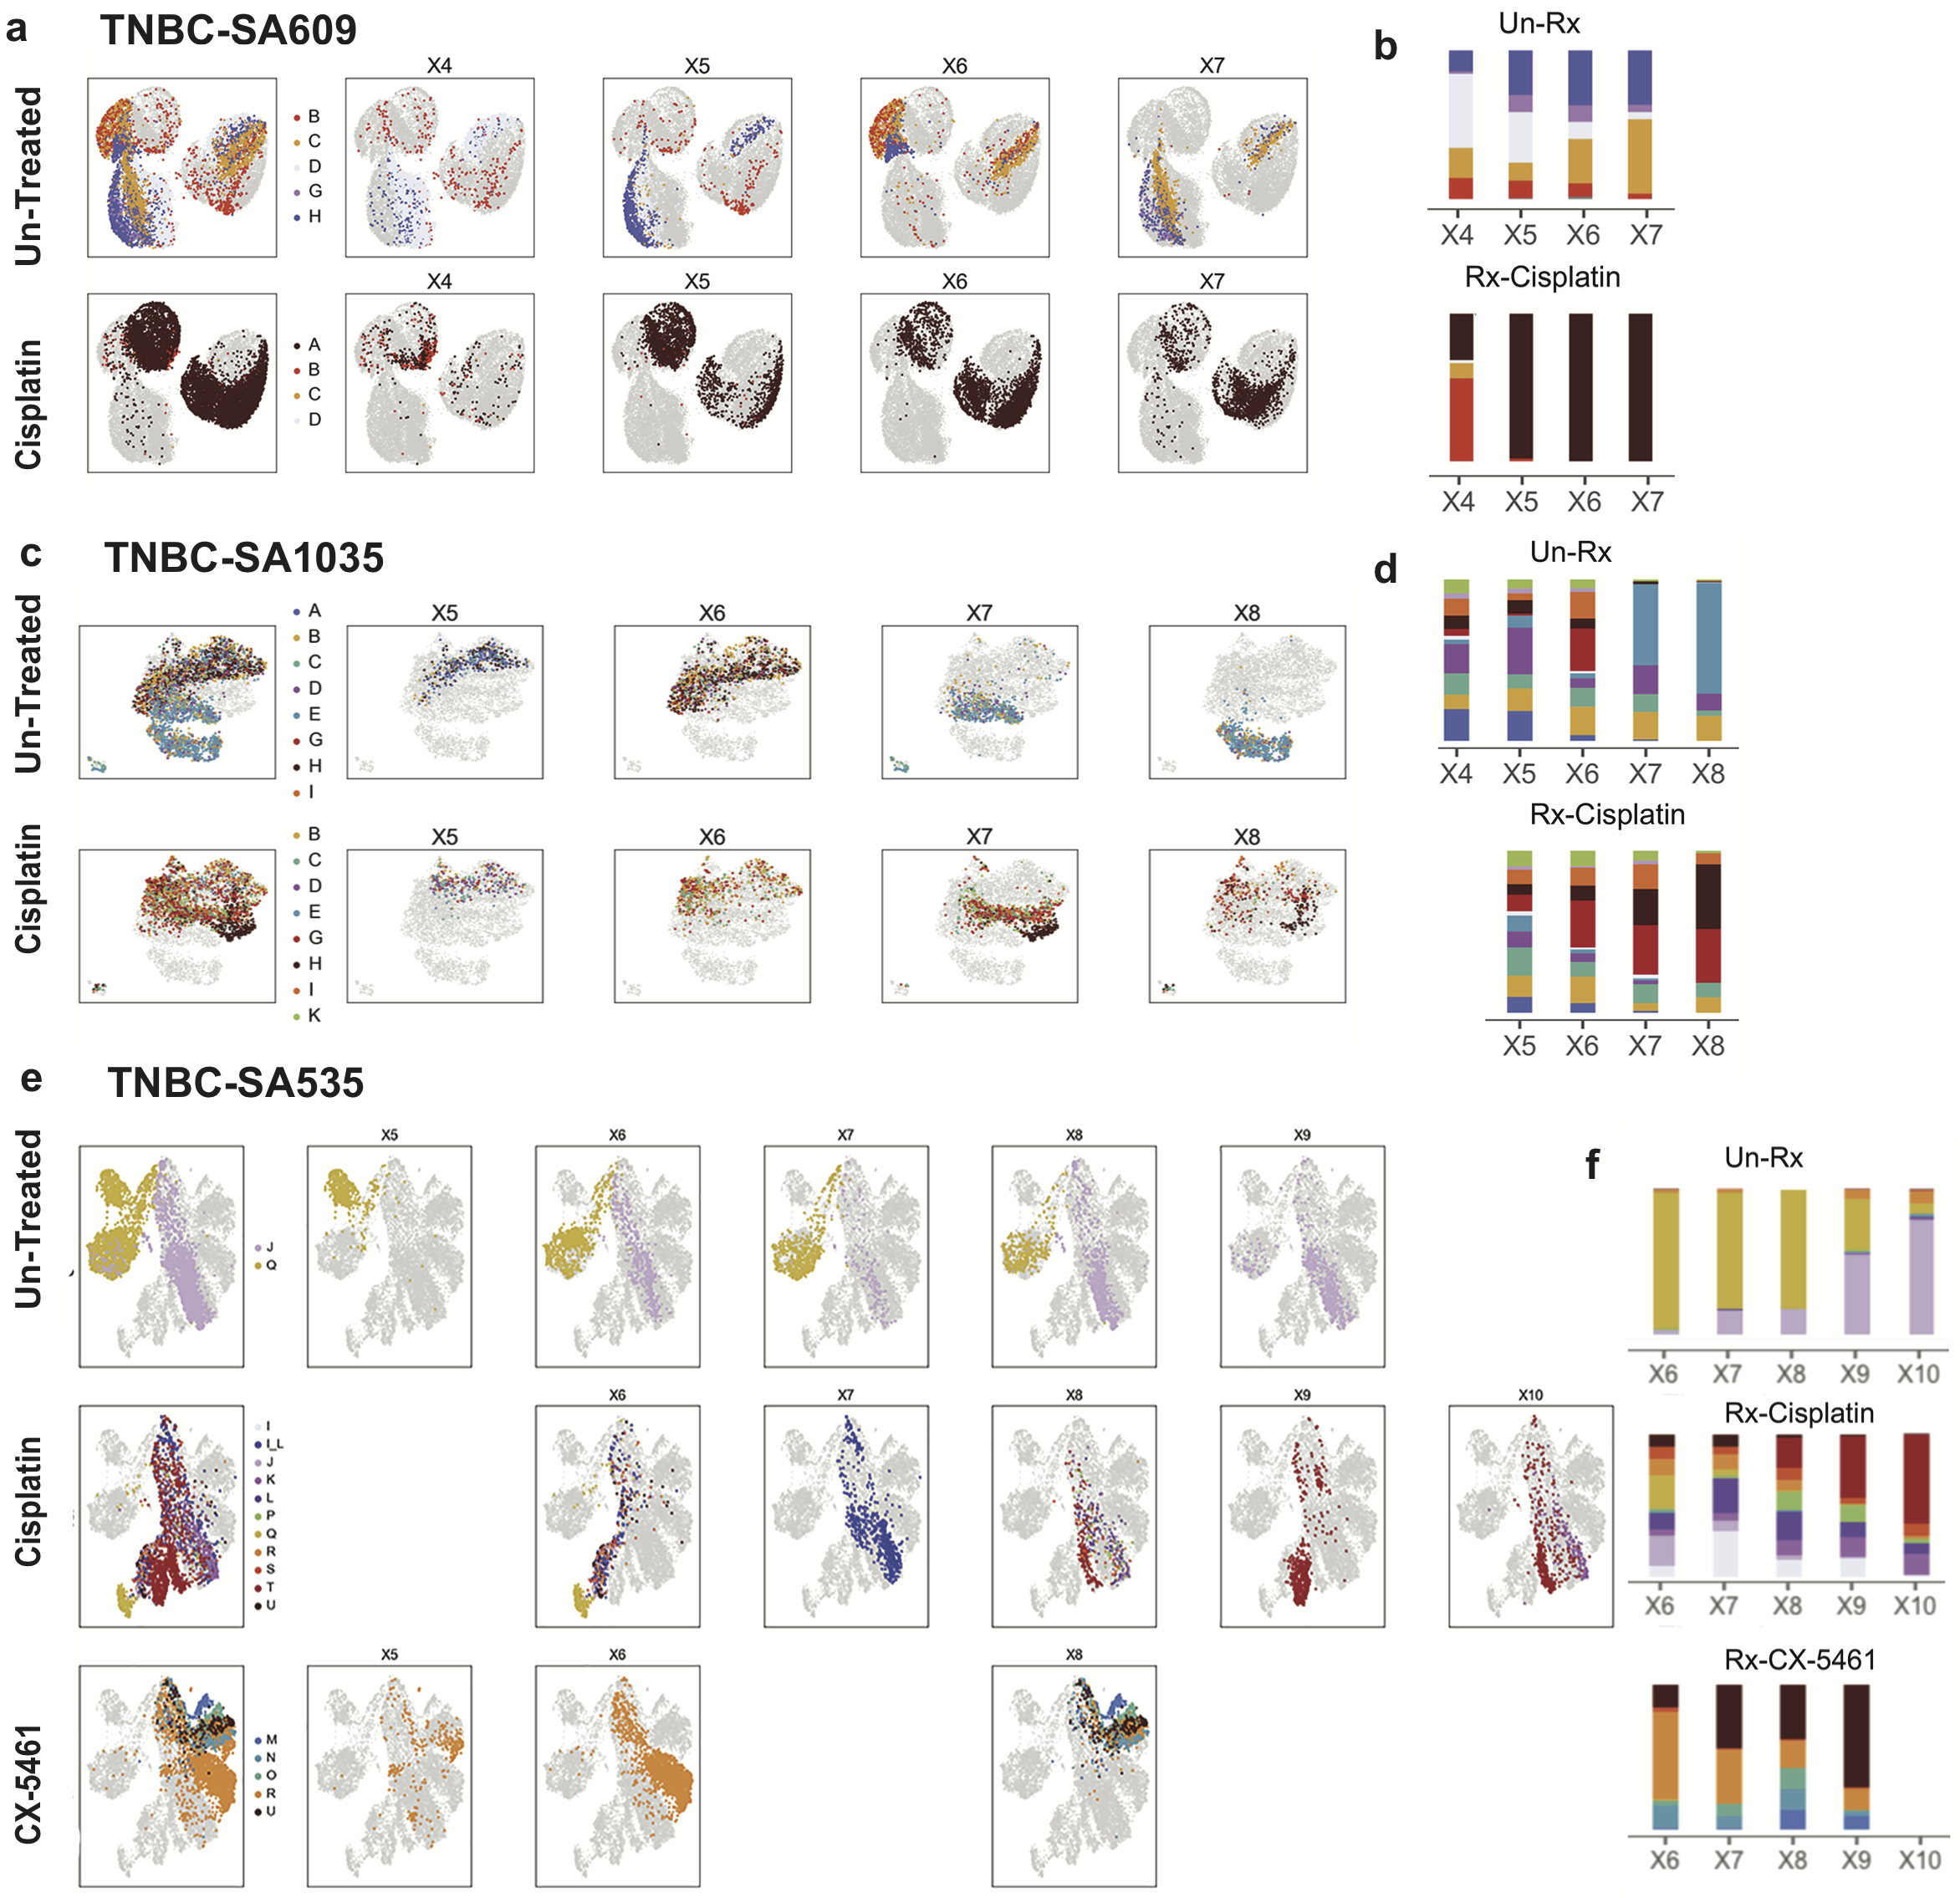 a
TNBC-SA609
b
Un-Rx
Un-Treated
X4
X5
X6
X7
B
C
D
G
H
X4
X5
X6
X7
Rx-Cisplatin
Cisplatin
X4
X5
X6
X7
A
B
C
D
X4
X5
X6
X7
c
TNBC-SA1035
d
Un-Rx
Un-Treated
A
B
C
D
E
G
H
I
X5
X6
X7
X8
X4
X5
X6
X7
X8
Rx-Cisplatin
Cisplatin
B
C
D
E
G
H
I
K
X5
X6
X7
X8
X5
X6
X7
X8
e
TNBC-SA535
Un-Treated
X5
X6
X7
X8
X9
J
Q
f
Un-Rx
X6
X7
X8
X9
X10
Cisplatin
X6
X7
X8
X9
X10
I
I_L
J
K
L
P
Q
R
S
T
U
Rx-Cisplatin
X6
X7
X8
X9
X10
CX-5461
X5
X6
X8
M
N
O
R
U
Rx-CX-5461
X6
X7
X8
X9
X10